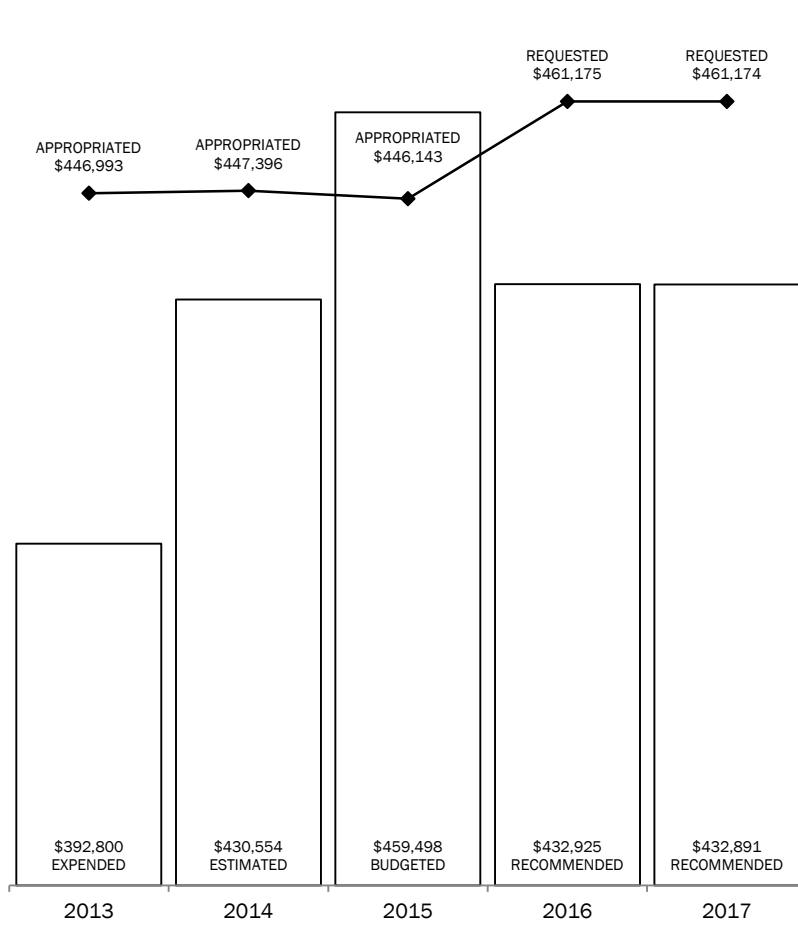 REQUESTED
$461,175
REQUESTED
$461,174
APPROPRIATED
$446,993
APPROPRIATED
$447,396
APPROPRIATED
$446,143
$392,800
EXPENDED
$430,554
ESTIMATED
$459,498
BUDGETED
$432,925
RECOMMENDED
$432,891
RECOMMENDED
2013
2014
2015
2016
2017